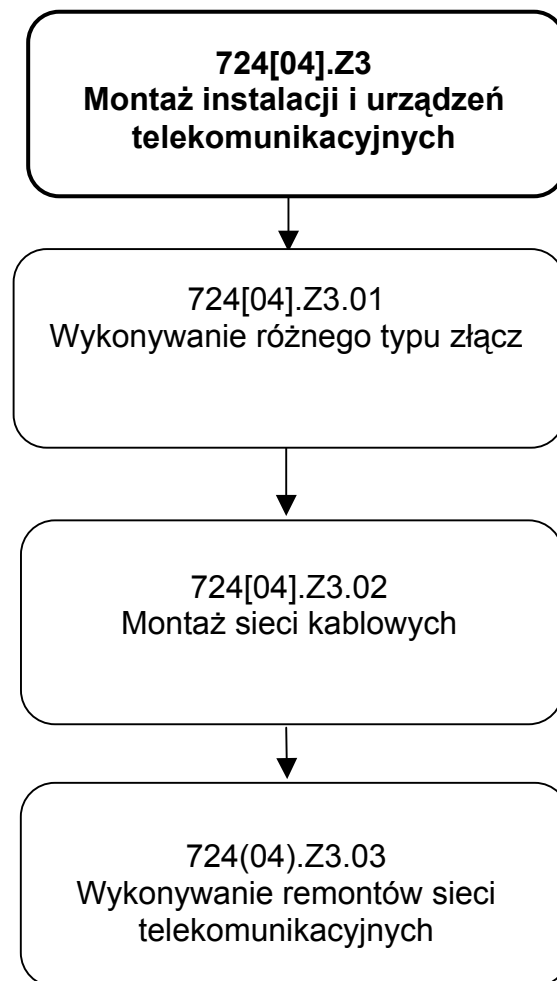 724[04].Z3
Montaż instalacji i urządzeń
telekomunikacyjnych
724[04].Z3.01
Wykonywanie różnego typu złącz
724[04].Z3.02
Montaż sieci kablowych
724(04).Z3.03
Wykonywanie remontów sieci
telekomunikacyjnych